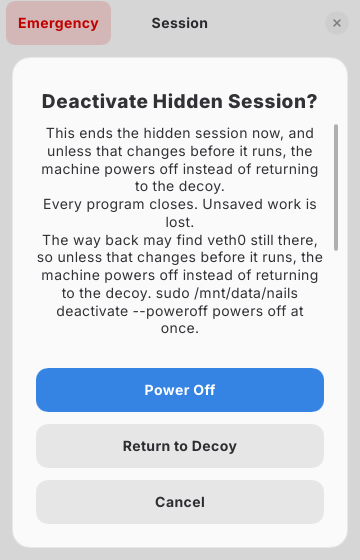 Emergency
Session
Deactivate Hidden Session?
This ends the hidden session now, and
unless that changes before it runs, the
machine powers off instead of returning
to the decoy.
Every program closes. Unsaved work is
lost.
The way back may find veth0 still there,
so unless that changes before it runs, the
machine powers off instead of returning
to the decoy. sudo /mnt/data/nails
deactivate --poweroff powers off at
once.
Power Off
Return to Decoy
Cancel